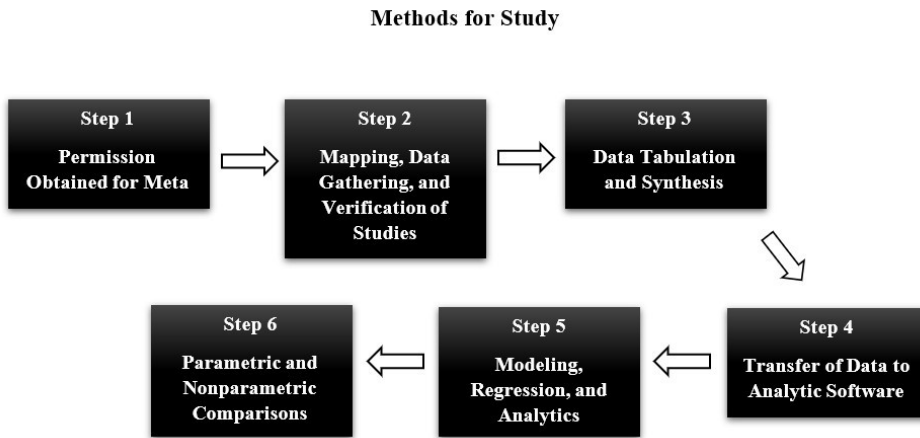 Methods for Study
Step 1
Permission
Obtained for Meta
Step 2
Mapping, Data
Gathering, and
Verification of
Studies
Step 3
Data Tabulation
and Synthesis
Step 4
Transfer of Data to
Analytic Software
Step 5
Modeling,
Regression, and
Analytics
Step 6
Parametric and
Nonparametric
Comparisons